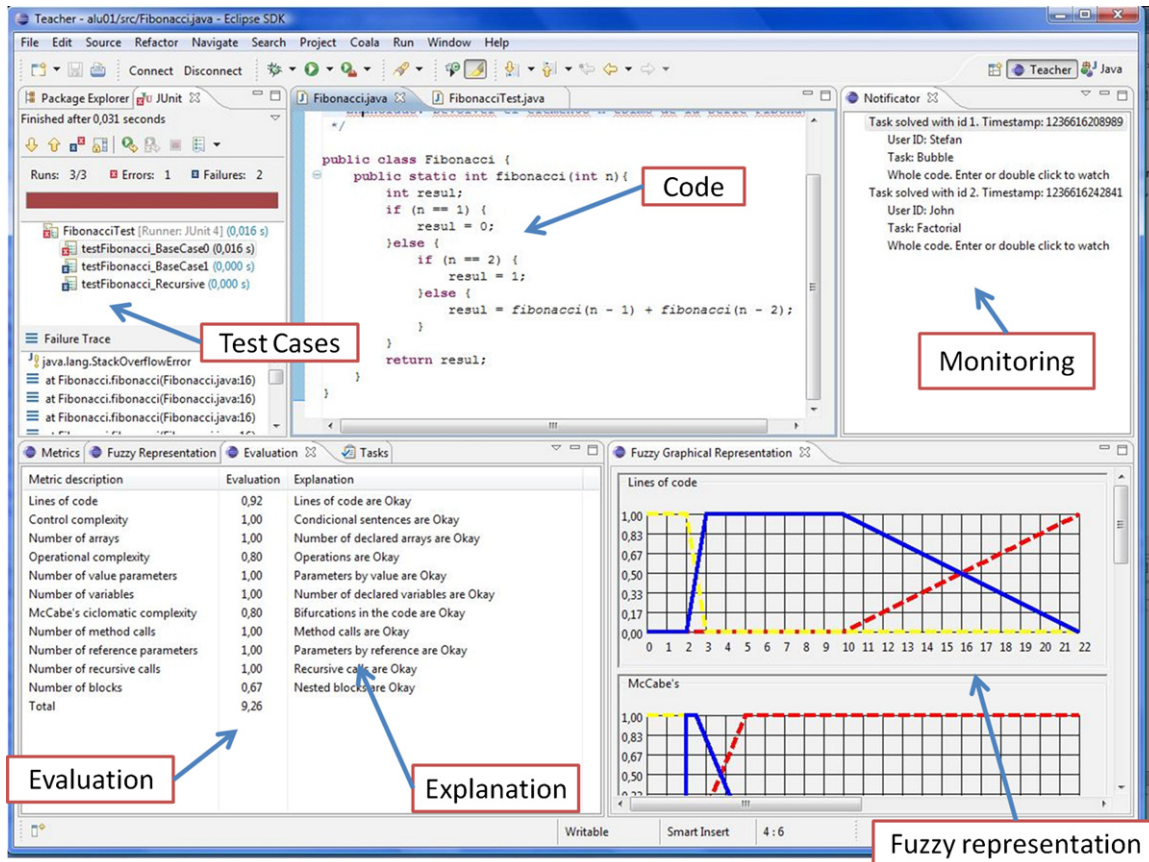 Teacher - alu01/src/Fibonacci.java - Eclipse SDK
File Edit Source Refactor Navigate Search Project Coala Run Window Help
Connect Disconnect
Teacher Java
Package Explorer JUnit
Finished after 0,031 seconds
Runs: 3/3 Errors: 1 Failures: 2
FibonacciTest [Runner: JUnit 4] (0,016 s)
testFibonacci_BaseCase0 (0,016 s)
testFibonacci_BaseCase1 (0,000 s)
testFibonacci_Recursive (0,000 s)
Test Cases
Failure Trace
java.lang.StackOverflowError
at Fibonacci.fibonacci(Fibonacci.java:16)
at Fibonacci.fibonacci(Fibonacci.java:16)
at Fibonacci.fibonacci(Fibonacci.java:16)
Fibonacci.java FibonacciTest.java
*/
public class Fibonacci {
public static int fibonacci(int n){
int resul;
if (n == 1) {
resul = 0;
}else {
if (n == 2) {
resul = 1;
}else {
resul = fibonacci(n - 1) + fibonacci(n - 2);
}
}
return resul;
}
}
Code
Notificator
Task solved with id 1. Timestamp: 1236616208989
User ID: Stefan
Task: Bubble
Whole code. Enter or double click to watch
Task solved with id 2. Timestamp: 1236616242841
User ID: John
Task: Factorial
Whole code. Enter or double click to watch
Monitoring
Metrics Fuzzy Representation Evaluation Tasks
Metric description Evaluation Explanation
Lines of code 0,92 Lines of code are Okay
Control complexity 1,00 Condicional sentences are Okay
Number of arrays 1,00 Number of declared arrays are Okay
Operational complexity 0,80 Operations are Okay
Number of value parameters 1,00 Parameters by value are Okay
Number of variables 1,00 Number of declared variables are Okay
McCabe's ciclomatic complexity 0,80 Bifurcations in the code are Okay
Number of method calls 1,00 Method calls are Okay
Number of reference parameters 1,00 Parameters by reference are Okay
Number of recursive calls 1,00 Recursive calls are Okay
Number of blocks 0,67 Nested blocks are Okay
Total 9,26
Evaluation
Explanation
Fuzzy Graphical Representation
Lines of code
1,00
0,83
0,67
0,50
0,33
0,17
0,00
0 1 2 3 4 5 6 7 8 9 10 11 12 13 14 15 16 17 18 19 20 21 22
McCabe's
1,00
0,83
0,67
0,50
Fuzzy representation
Writable Smart Insert 4:6